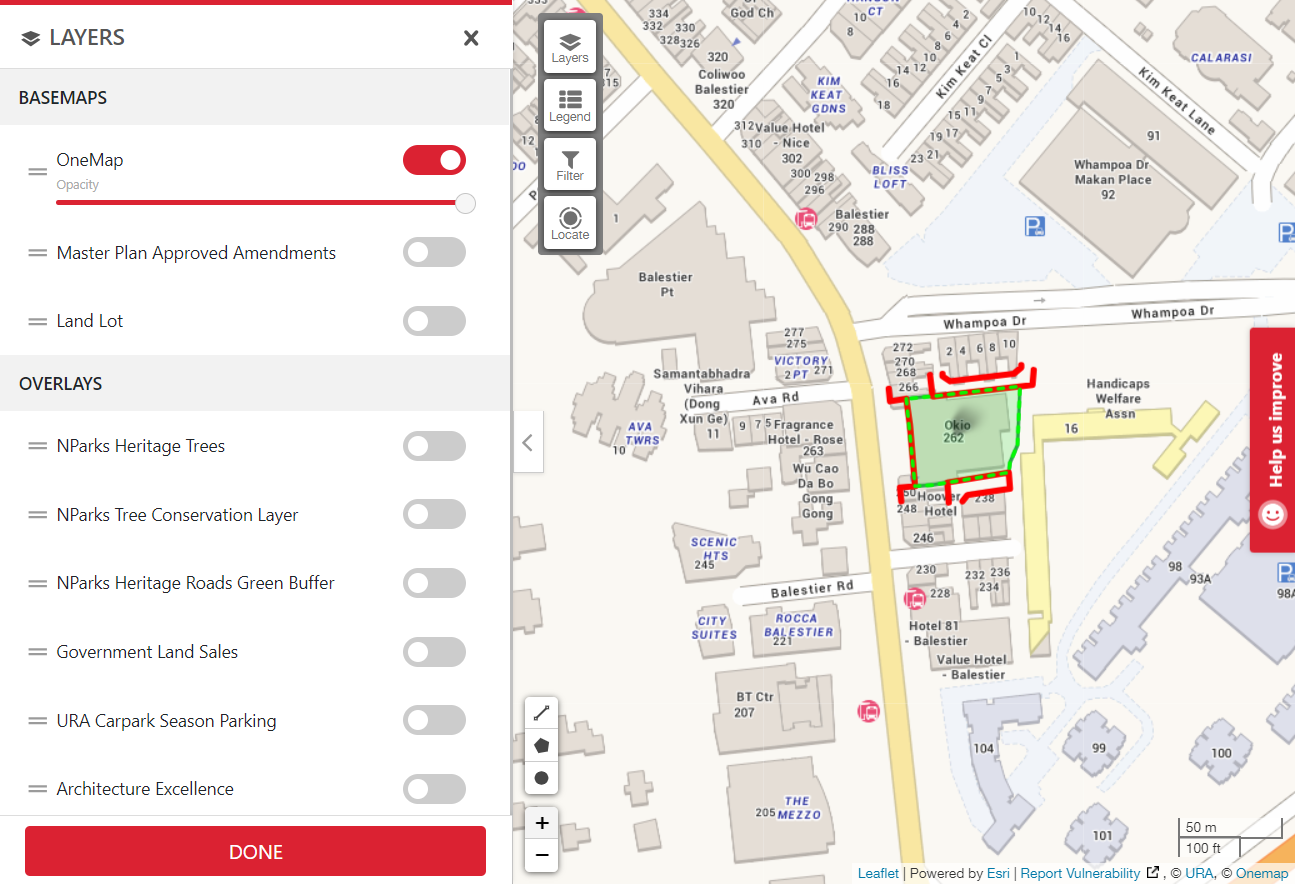 LAYERS
BASEMAPS
OneMap
Opacity
Master Plan Approved Amendments
Land Lot
OVERLAYS
NParks Heritage Trees
NParks Tree Conservation Layer
NParks Heritage Roads Green Buffer
Government Land Sales
URA Carpark Season Parking
Architecture Excellence
DONE
Layers
Legend
Filter
Locate
334
332
330
328
326
God Ch
320
Coliwoo
Balestier
320
CT
10
8
KIM
KEAT
GDNS
2
4
6
8
10
14
12
16
18
Kim Keat Cl
10
12
14
16
1
3
5
7
9
11
15
17
19
21
23
CALARASI
Kim Keat Lane
91
Whampoa Dr
Makan Place
92
312
310
Value Hotel
- Nice
302
300
298
296
BLISS
LOFT
Balestier
290
288
288
1
Balestier
Pt
Whampoa Dr
Whampoa Dr
277
275
VICTORY
PT
271
272
270
268
266
2
4
6
8
10
Samantabhadra
Vihara
(Dong
Xun Ge)
11
Ava Rd
AVA
TWRS
10
9
7
5
Fragrance
Hotel - Rose
263
Wu Cao
Da Bo
Gong
Gong
Okio
262
Handicaps
Welfare
Assn
16
Hoover
Hotel
248
238
246
SCENIC
HTS
245
Balestier Rd
230
228
232
236
234
98
93A
CITY
SUITES
ROCCA
BALESTIER
221
Hotel 81
- Balestier
Value Hotel
- Balestier
BT Ctr
207
104
99
100
205
THE
MEZZO
101
Help us improve
+
−
50 m
100 ft
Leaflet | Powered by Esri | Report Vulnerability , © URA, © Onemap